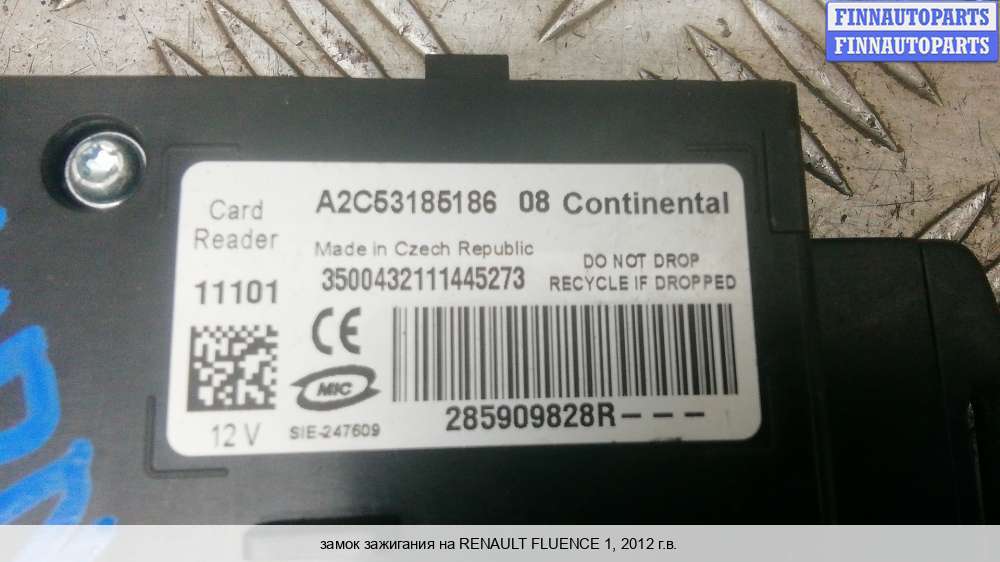 FINNAUTOPARTS
FINNAUTOPARTS
Card
Reader
11101
A2C53185186 08 Continental
Made in Czech Republic
3500432111445273
DO NOT DROP
RECYCLE IF DROPPED
CE
MIC
12 V
SIE-247609
285909828R---
замок зажигания на RENAULT FLUENCE 1, 2012 г.в.